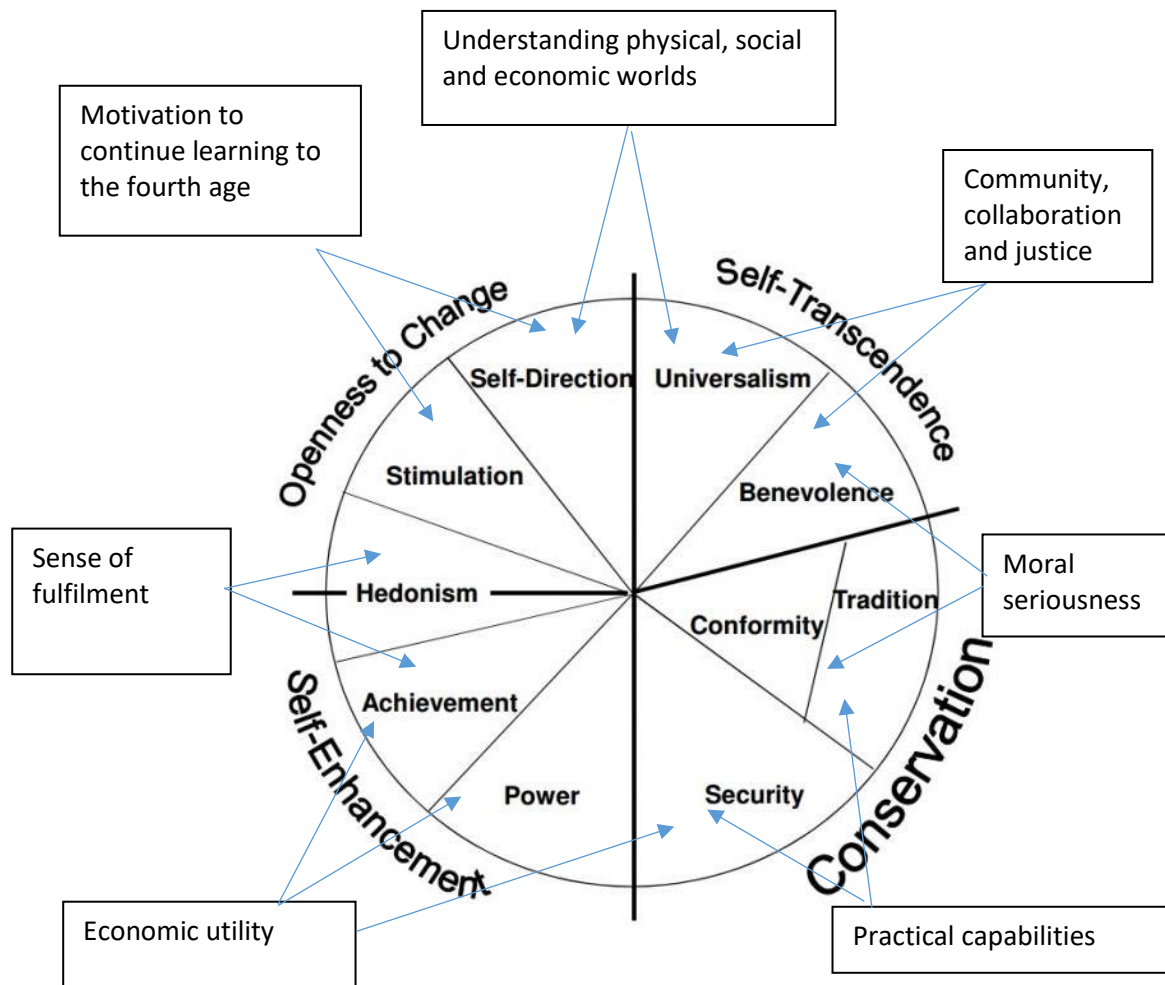 Understanding physical, social
and economic worlds
Motivation to
continue learning to
the fourth age
Community,
collaboration
and justice
Openness to Change
Self-Transcendence
Self-Direction
Universalism
Stimulation
Benevolence
Sense of
fulfilment
Hedonism
Moral
seriousness
Tradition
Conformity
Achievement
Self-Enhancement
Power
Security
Conservation
Economic utility
Practical capabilities